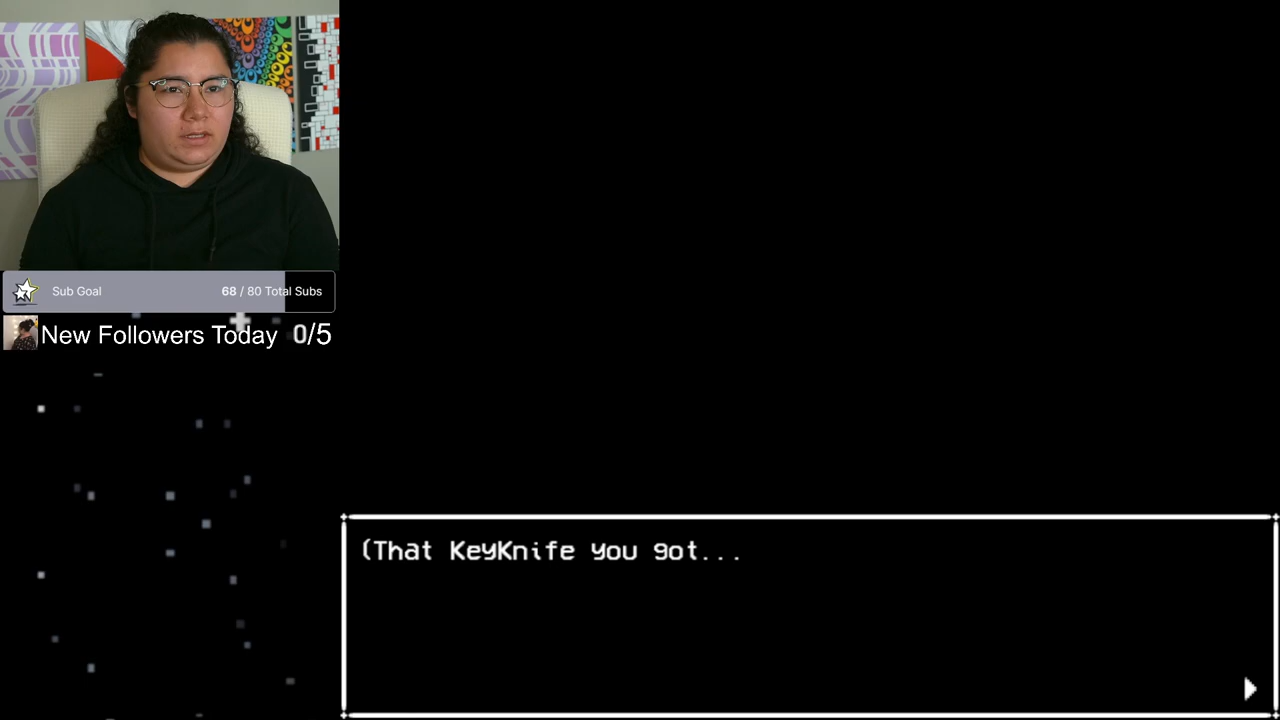 Sub Goal 68 / 80 Total Subs
New Followers Today 0/5
(That KeyKnife you got...